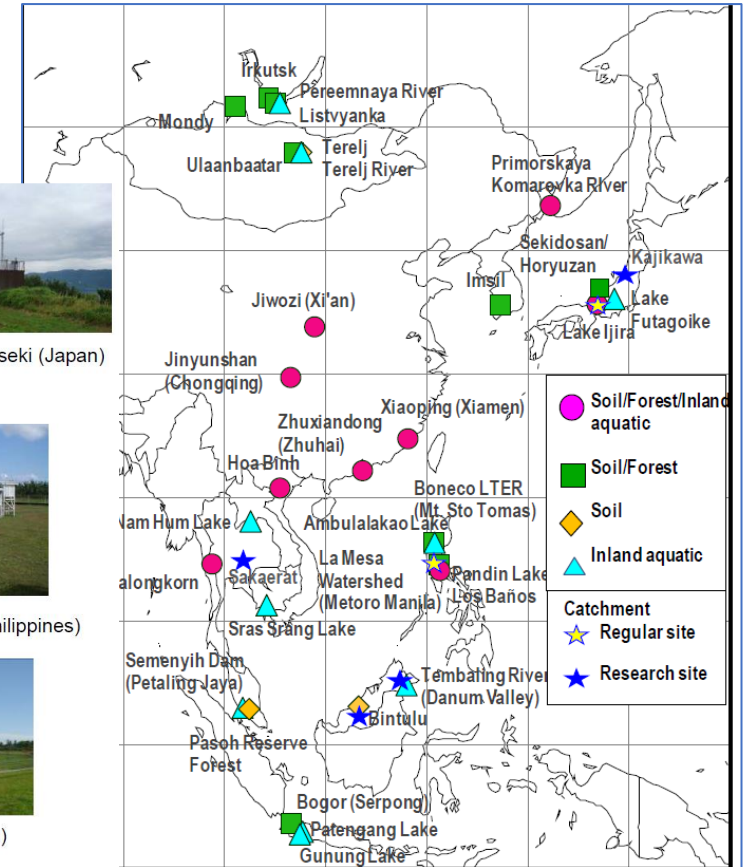 Irkutsk
Pereemnaya River
Listvyanka
Mondy
Terelj
Terelj River
Ulaanbaatar
Primorskaya
Komarovka River
Sekidosan/
Horyuzan
Kajikawa
Imsil
Lake
Futagoike
Lake Ijira
Jiwozi (Xi'an)
seki (Japan)
Jinyunshan
(Chongqing)
Xiaoping (Xiamen)
Zhuxiandong
(Zhuhai)
Hoa Binh
Soil/Forest/Inland
aquatic
Soil/Forest
Soil
Inland aquatic
Catchment
Regular site
Research site
Boneco LTER
(Mt. Sto Tomas)
Nam Hum Lake
Ambulalakao Lake
alongkorn
Sakaerat
La Mesa
Watershed
(Metoro Manila)
Pandin Lake
Los Baños
ilippines)
Sras Srang Lake
Semenyih Dam
(Petaling Jaya)
Tembaling River
(Danum Valley)
Bintulu
Pasoh Reserve
Forest
Bogor (Serpong)
Patengang Lake
Gunung Lake
)